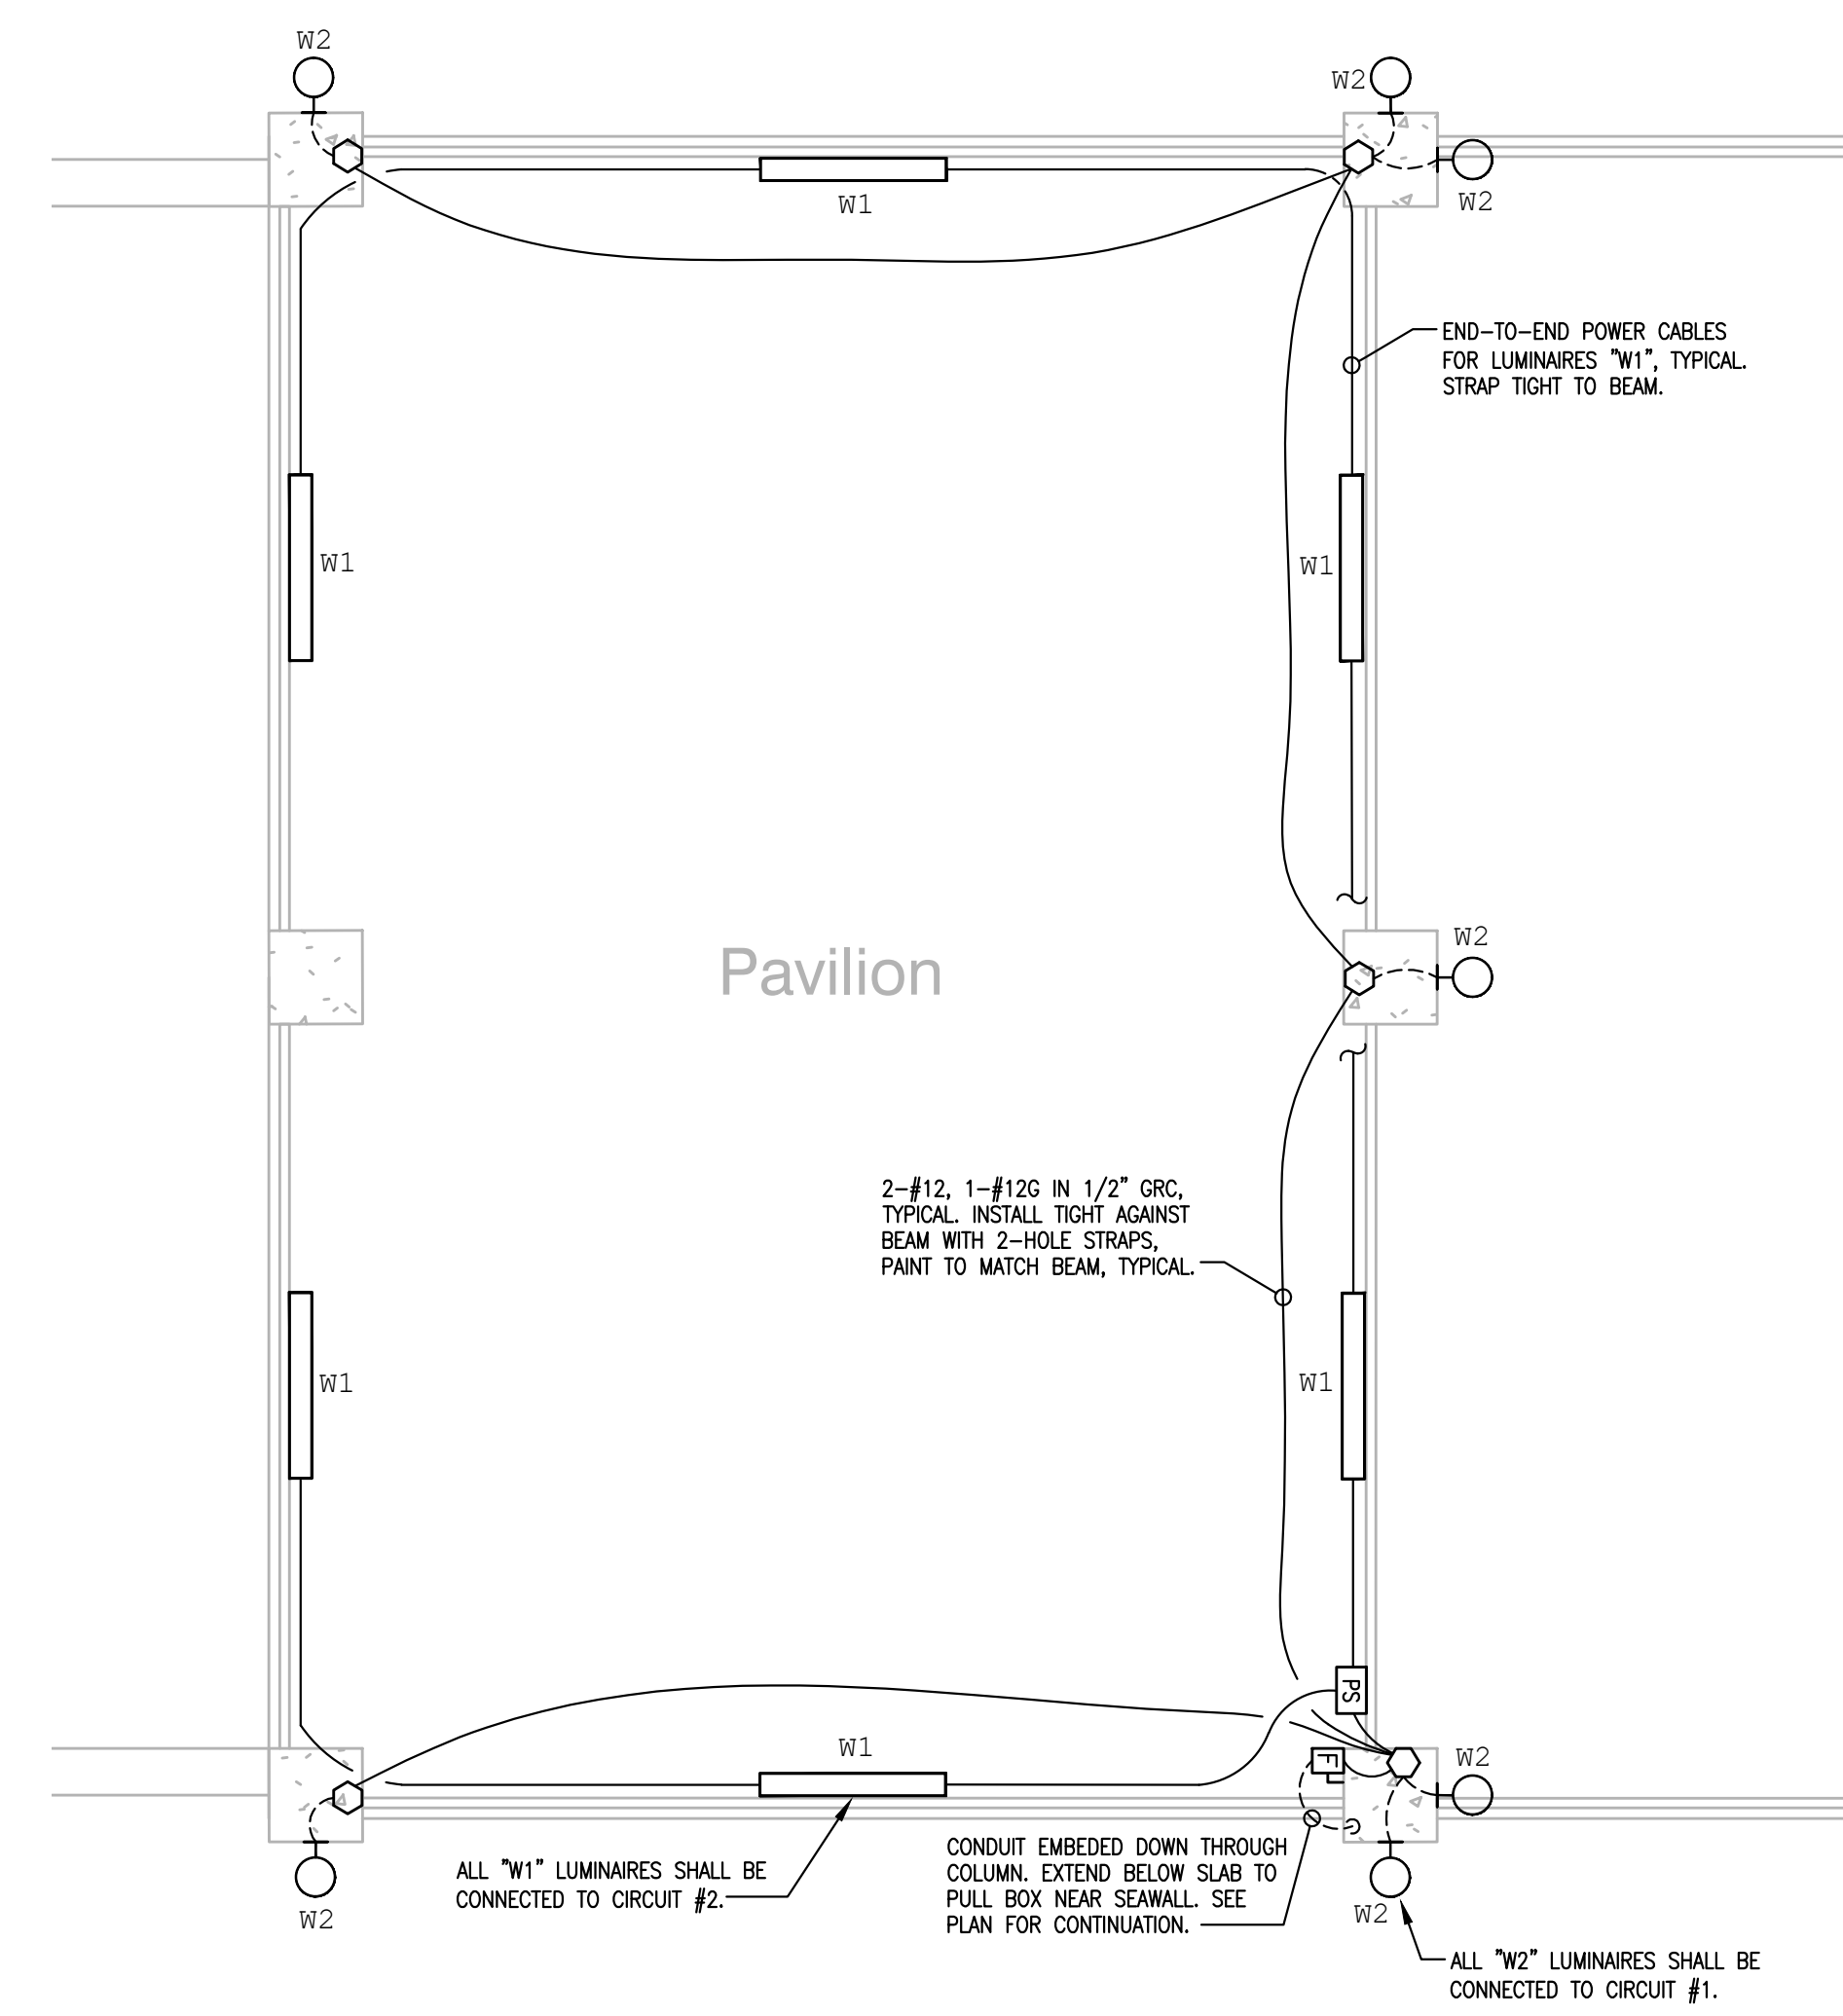 W2
W2
W2
W1
END-TO-END POWER CABLES
FOR LUMINAIRES "W1", TYPICAL.
STRAP TIGHT TO BEAM.
W1
W1
W2
Pavilion
2-#12, 1-#12G IN 1/2" GRC,
TYPICAL. INSTALL TIGHT AGAINST
BEAM WITH 2-HOLE STRAPS,
PAINT TO MATCH BEAM, TYPICAL.
W1
W1
PS
W1
F
W2
CONDUIT EMBEDED DOWN THROUGH
COLUMN. EXTEND BELOW SLAB TO
PULL BOX NEAR SEAWALL. SEE
PLAN FOR CONTINUATION.
ALL "W1" LUMINAIRES SHALL BE
CONNECTED TO CIRCUIT #2.
W2
W2
ALL "W2" LUMINAIRES SHALL BE
CONNECTED TO CIRCUIT #1.